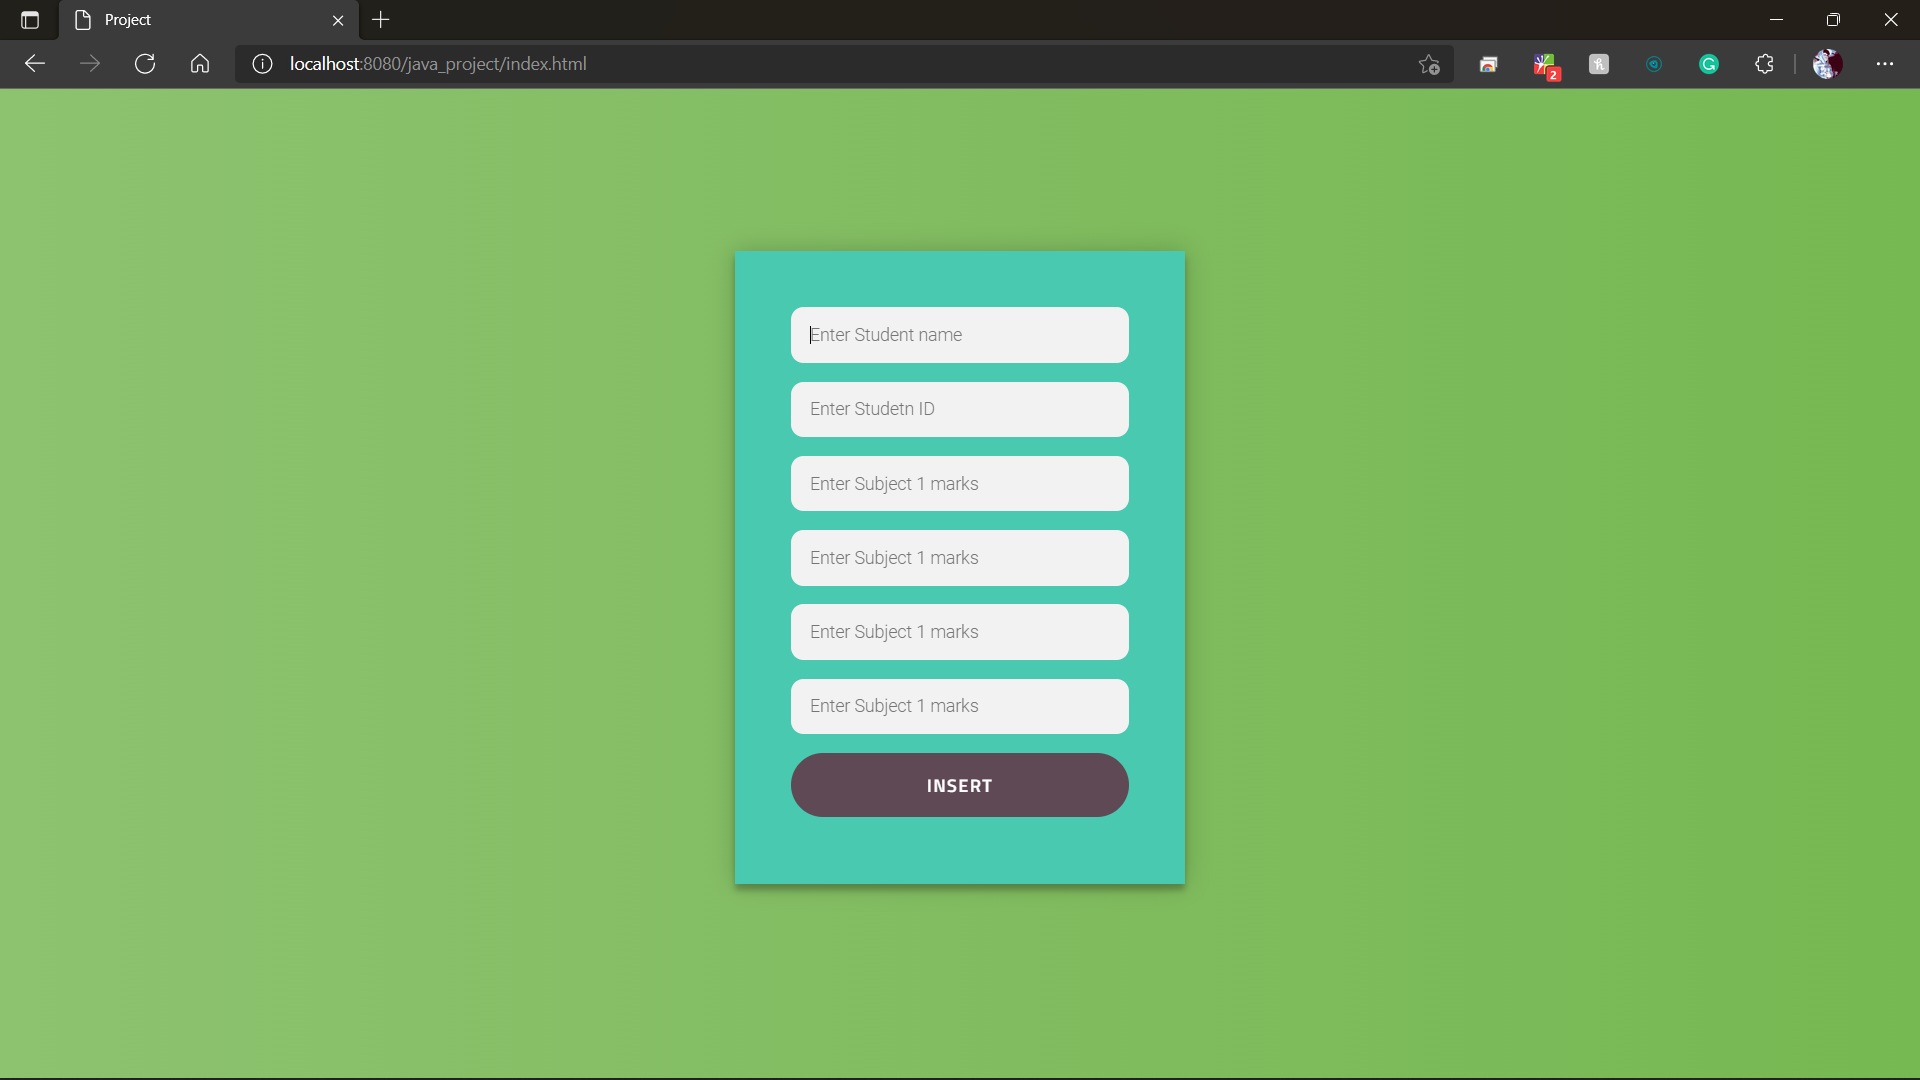 Project
localhost:8080/java_project/index.html
2
Enter Student name
Enter Studetn ID
Enter Subject 1 marks
Enter Subject 1 marks
Enter Subject 1 marks
Enter Subject 1 marks
INSERT